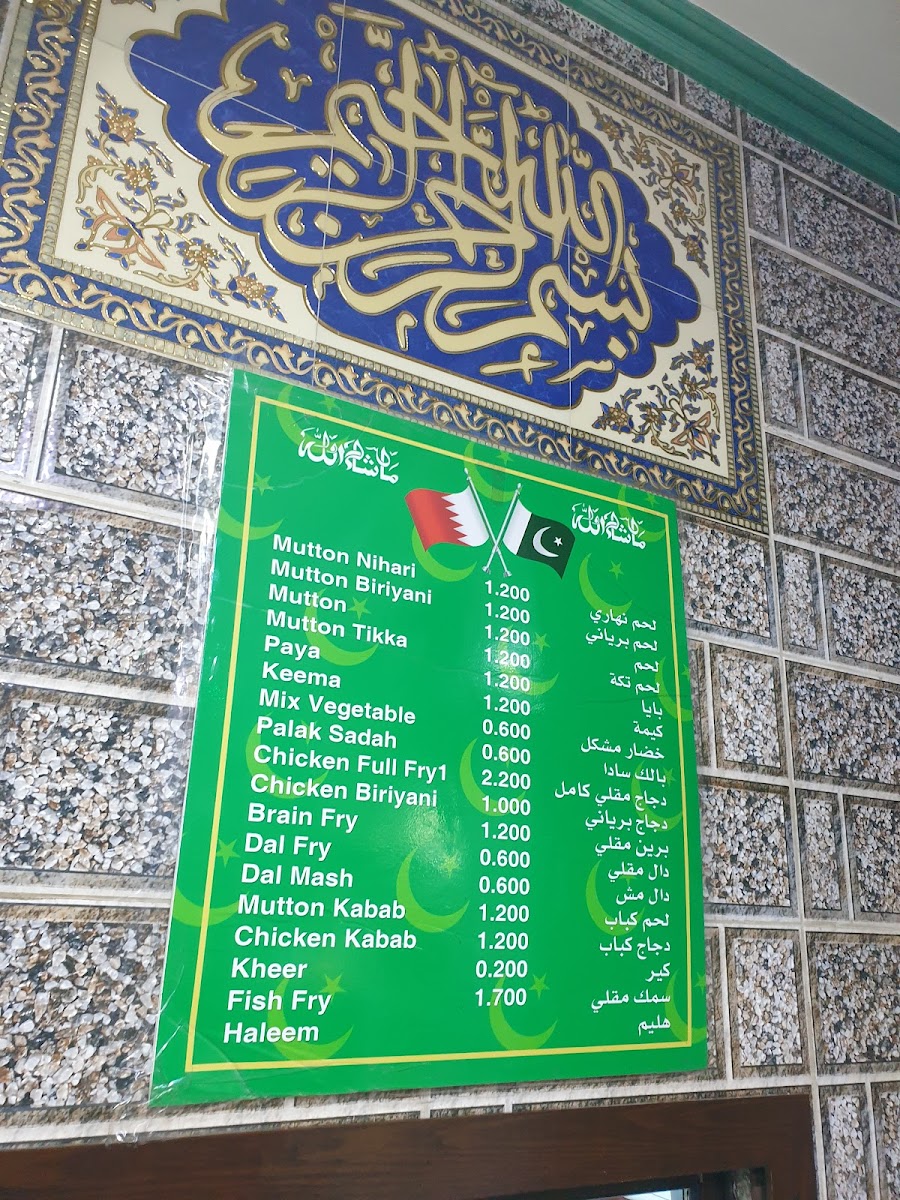 بسم الله الرحمن الرحيم
ما شاء الله ما شاء الله
Mutton Nihari 1.200 لحم نهاري
Mutton Biriyani 1.200 لحم برياني
Mutton 1.200 لحم
Mutton Tikka 1.200 لحم تكة
Paya 1.200 بايا
Keema 1.200 كيمة
Mix Vegetable 0.600 خضار مشكل
Palak Sadah 0.600 بالك سادا
Chicken Full Fry1 2.200 دجاج مقلي كامل
Chicken Biriyani 1.000 دجاج برياني
Brain Fry 1.200 برين مقلي
Dal Fry 0.600 دال مقلي
Dal Mash 0.600 دال مش
Mutton Kabab 1.200 لحم كباب
Chicken Kabab 1.200 دجاج كباب
Kheer 0.200 كير
Fish Fry 1.700 سمك مقلي
Haleem هليم